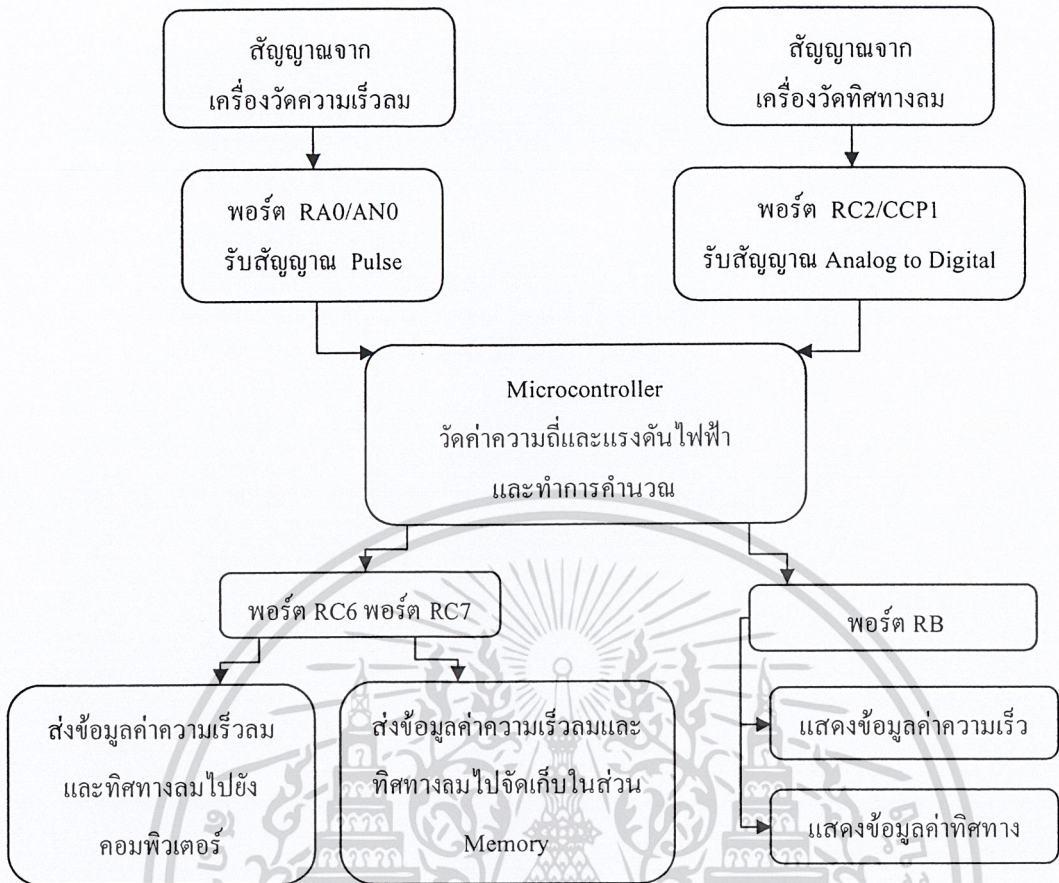 สัญญาณจาก
เครื่องวัดความเร็วลม
สัญญาณจาก
เครื่องวัดทิศทางลม
พอร์ต RA0/AN0
รับสัญญาณ Pulse
พอร์ต RC2/CCP1
รับสัญญาณ Analog to Digital
Microcontroller
วัดค่าความถี่และแรงดันไฟฟ้า
และทำการคำนวณ
พอร์ต RC6 พอร์ต RC7
พอร์ต RB
ส่งข้อมูลค่าความเร็วลม
และทิศทางลมไปยัง
คอมพิวเตอร์
ส่งข้อมูลค่าความเร็วลมและ
ทิศทางลมไปจัดเก็บในส่วน
Memory
แสดงข้อมูลค่าความเร็ว
แสดงข้อมูลค่าทิศทาง